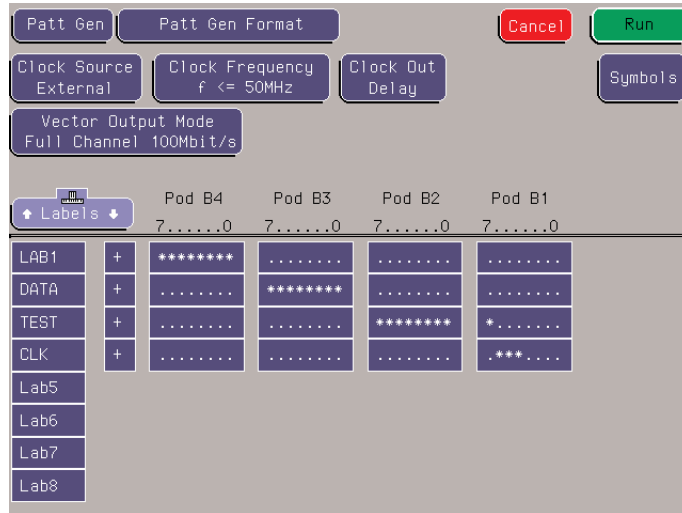 Patt Gen Patt Gen Format Cancel Run
Clock Source Clock Frequency Clock Out Symbols
External f <= 50MHz Delay
Vector Output Mode
Full Channel 100Mbit/s
Labels Pod B4 Pod B3 Pod B2 Pod B1
7......0 7......0 7......0 7......0
LAB1 + ******** ........ ........ ........
DATA + ........ ******** ........ ........
TEST + ........ ........ ******** *.......
CLK + ........ ........ ........ .***....
Lab5
Lab6
Lab7
Lab8